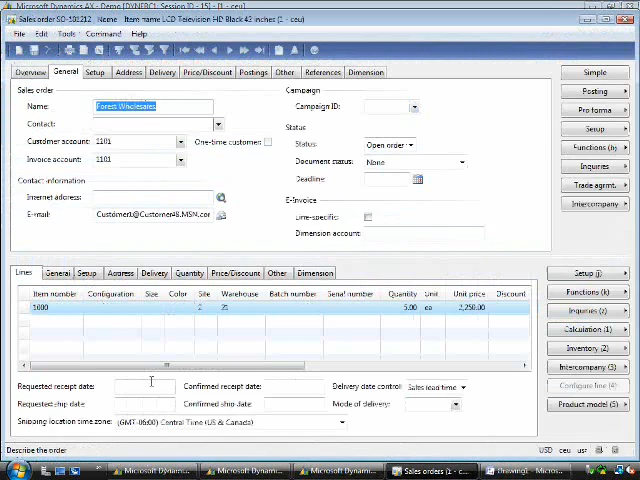 Microsoft Dynamics AX - Demo [DYNFBC1: Session ID - 15] - [1 - ceu]
Sales order SO-101212, Name: Item name LCD Television HD Black 42 inches (1 - ceu)
File Edit Tools Command Help
Overview General Setup Address Delivery Price/Discount Postings Other References Dimension
Simple
Posting
Pro forma
Setup
Functions (h)
Inquiries
Trade agrmt.
Intercompany
Sales order
Name: Forest Wholesales
Contact:
Customer account: 1101 One-time customer:
Invoice account: 1101
Contact information
Internet address:
E-mail: Customer1@Customer48.MSN.com
Campaign
Campaign ID:
Status
Status: Open order
Document status: None
Deadline:
E-Invoice
Line-specific:
Dimension account:
Lines General Setup Address Delivery Quantity Price/Discount Other Dimension
Item number Configuration Size Color Site Warehouse Batch number Serial number Quantity Unit Unit price Discount
1000 2 21 5.00 ea 2,250.00
Setup (j)
Functions (k)
Inquiries (z)
Calculation (1)
Inventory (2)
Intercompany (3)
Configure line (4)
Product model (5)
Requested receipt date: Confirmed receipt date: Delivery date control: Sales lead time
Requested ship date: Confirmed ship date: Mode of delivery:
Shipping location time zone: (GMT-06:00) Central Time (US & Canada)
Describe the order
USD ceu usr
Microsoft Dynamic...
Microsoft Dynami...
Microsoft Dynami...
Sales orders (1 - c...
Drawing1 - Micros...